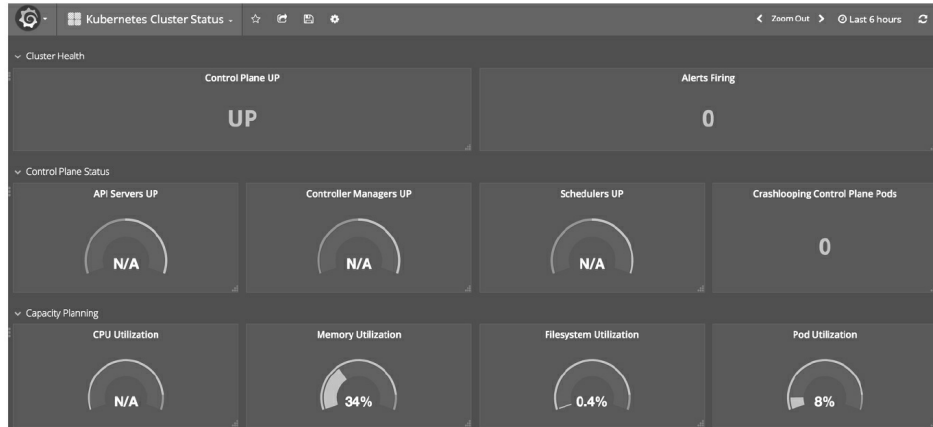 Kubernetes Cluster Status
Zoom Out
Last 6 hours
Cluster Health
Control Plane UP
Alerts Firing
UP
0
Control Plane Status
API Servers UP
Controller Managers UP
Schedulers UP
Crashlooping Control Plane Pods
N/A
N/A
N/A
0
Capacity Planning
CPU Utilization
Memory Utilization
Filesystem Utilization
Pod Utilization
N/A
34%
0.4%
8%